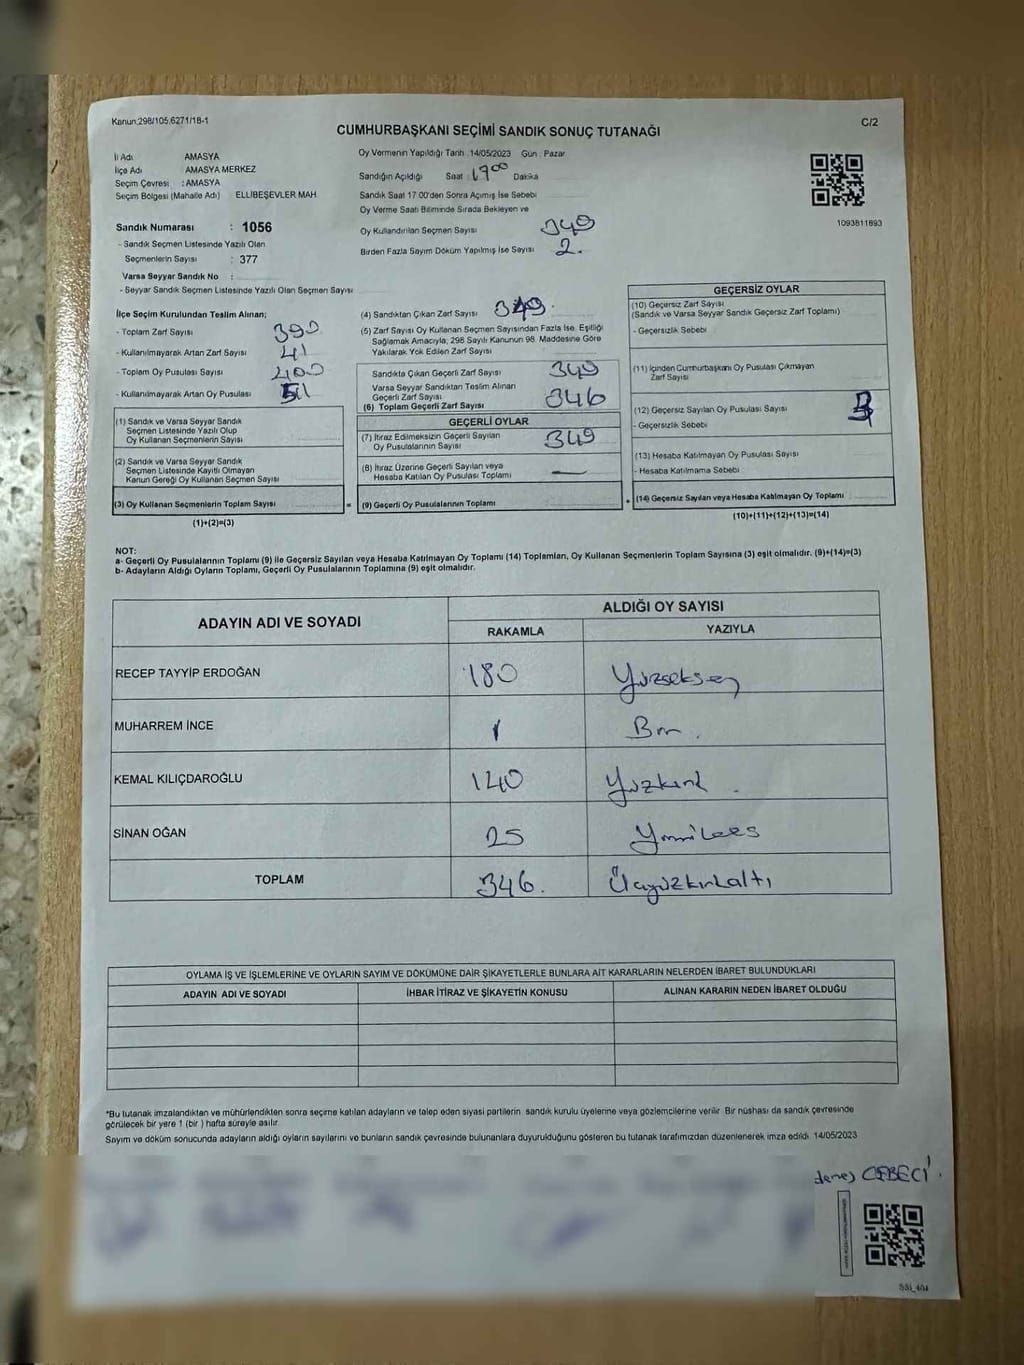 Kanun:298/105,6271/18-1
CUMHURBAŞKANI SEÇİMİ SANDIK SONUÇ TUTANAĞI
C/2
İl Adı AMASYA
İlçe Adı AMASYA MERKEZ
Seçim Çevresi : AMASYA
Seçim Bölgesi (Mahalle Adı) ELLİBEŞEVLER MAH.
Sandık Numarası : 1056
- Sandık Seçmen Listesinde Yazılı Olan
Seçmenlerin Sayısı : 377
Varsa Seyyar Sandık No :
- Seyyar Sandık Seçmen Listesinde Yazılı Olan Seçmen Sayısı
Oy Vermenin Yapıldığı Tarih : 14/05/2023 Gün : Pazar
Sandığın Açıldığı Saat : 17 00 Dakika
Sandık Saat 17.00'den Sonra Açımış İse Sebebi
Oy Verme Saati Bitiminde Sırada Bekleyen ve
Oy Kullandırılan Seçmen Sayısı 349
Birden Fazla Sayım Döküm Yapılmış İse Sayısı 2.
1093811893
İlçe Seçim Kurulundan Teslim Alınan;
- Toplam Zarf Sayısı 390
- Kullanılmayarak Artan Zarf Sayısı 41
- Toplam Oy Pusulası Sayısı 400
- Kullanılmayarak Artan Oy Pusulası
(1) Sandık ve Varsa Seyyar Sandık
Seçmen Listesinde Yazılı Olup
Oy Kullanan Seçmenlerin Sayısı
(2) Sandık ve Varsa Seyyar Sandık
Seçmen Listesinde Kayıtlı Olmayan
Kanun Gereği Oy Kullanan Seçmen Sayısı
(3) Oy Kullanan Seçmenlerin Toplam Sayısı
(1)+(2)=(3)
(4) Sandıktan Çıkan Zarf Sayısı 349
(5) Zarf Sayısı Oy Kullanan Seçmen Sayısından Fazla İse, Eşitliği
Sağlamak Amacıyla, 298 Sayılı Kanunun 98. Maddesine Göre
Yakılarak Yok Edilen Zarf Sayısı
Sandıkta Çıkan Geçerli Zarf Sayısı 349
Varsa Seyyar Sandıktan Teslim Alınan
Geçerli Zarf Sayısı
(6) Toplam Geçerli Zarf Sayısı 346
GEÇERLİ OYLAR
(7) İtiraz Edilmeksizin Geçerli Sayılan
Oy Pusulalarının Sayısı 349
(8) İtiraz Üzerine Geçerli Sayılan veya
Hesaba Katılan Oy Pusulası Toplamı —
= (9) Geçerli Oy Pusulalarının Toplamı
GEÇERSİZ OYLAR
(10) Geçersiz Zarf Sayısı
(Sandık ve Varsa Seyyar Sandık Geçersiz Zarf Toplamı)
- Geçersizlik Sebebi
(11) İçinden Cumhurbaşkanı Oy Pusulası Çıkmayan
Zarf Sayısı
(12) Geçersiz Sayılan Oy Pusulası Sayısı 3
- Geçersizlik Sebebi
(13) Hesaba Katılmayan Oy Pusulası Sayısı
- Hesaba Katılmama Sebebi
+ (14) Geçersiz Sayılan veya Hesaba Katılmayan Oy Toplamı
(10)+(11)+(12)+(13)=(14)
NOT:
a- Geçerli Oy Pusulalarının Toplamı (9) ile Geçersiz Sayılan veya Hesaba Katılmayan Oy Toplamı (14) Toplamları, Oy Kullanan Seçmenlerin Toplam Sayısına (3) eşit olmalıdır. (9)+(14)=(3)
b- Adayların Aldığı Oyların Toplamı, Geçerli Oy Pusulalarının Toplamına (9) eşit olmalıdır.
ADAYIN ADI VE SOYADI
ALDIĞI OY SAYISI
RAKAMLA YAZIYLA
RECEP TAYYİP ERDOĞAN 180 Yüzseksen
MUHARREM İNCE 1 Bir.
KEMAL KILIÇDAROĞLU 140 Yüzkırk.
SİNAN OĞAN 25 Yirmibeş
TOPLAM 346. Üçyüzkırkaltı
OYLAMA İŞ VE İŞLEMLERİNE VE OYLARIN SAYIM VE DÖKÜMÜNE DAİR ŞİKAYETLERLE BUNLARA AİT KARARLARIN NELERDEN İBARET BULUNDUKLARI
ADAYIN ADI VE SOYADI İHBAR İTİRAZ VE ŞİKAYETİN KONUSU ALINAN KARARIN NEDEN İBARET OLDUĞU
*Bu tutanak imzalandıktan ve mühürlendikten sonra seçime katılan adayların ve talep eden siyasi partilerin sandık kurulu üyelerine veya gözlemcilerine verilir. Bir nüshası da sandık çevresinde
görülecek bir yere 1 (bir) hafta süreyle asılır.
Sayım ve döküm sonucunda adayların aldığı oyların sayılarını ve bunların sandık çevresinde bulunanlara duyurulduğunu gösteren bu tutanak tarafımızdan düzenlenerek imza edildi. 14/05/2023
CEBECİ